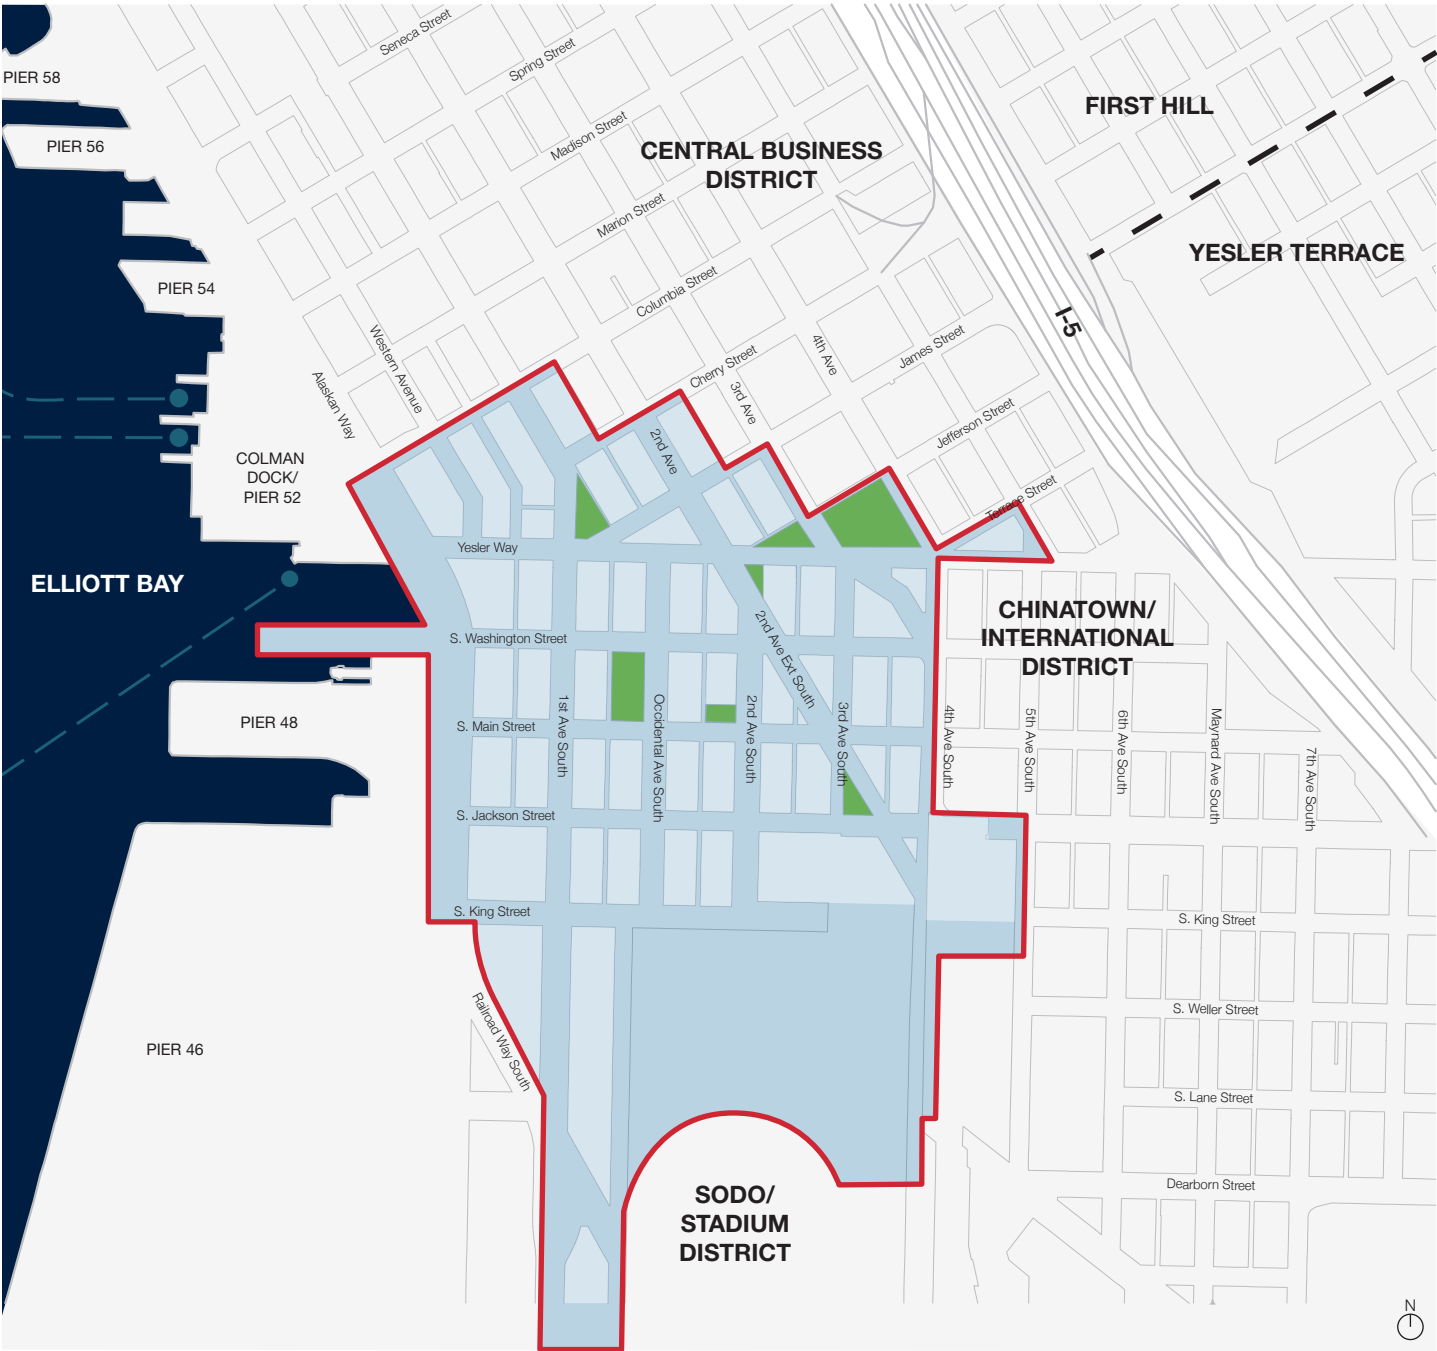 Seneca Street
Spring Street
PIER 58
FIRST HILL
Madison Street
PIER 56
CENTRAL BUSINESS
DISTRICT
Marion Street
YESLER TERRACE
PIER 54
Columbia Street
I-5
Western Avenue
4th Ave
James Street
Cherry Street
Alaskan Way
3rd Ave
Jefferson Street
2nd Ave
COLMAN
DOCK/
PIER 52
Terrace Street
Yesler Way
ELLIOTT BAY
CHINATOWN/
INTERNATIONAL
DISTRICT
S. Washington Street
2nd Ave Ext South
PIER 48
S. Main Street
1st Ave South
Occidental Ave South
2nd Ave South
3rd Ave South
4th Ave South
5th Ave South
6th Ave South
Maynard Ave South
7th Ave South
S. Jackson Street
S. King Street
S. King Street
S. Weller Street
Railroad Way South
PIER 46
S. Lane Street
Dearborn Street
SODO/
STADIUM
DISTRICT
N